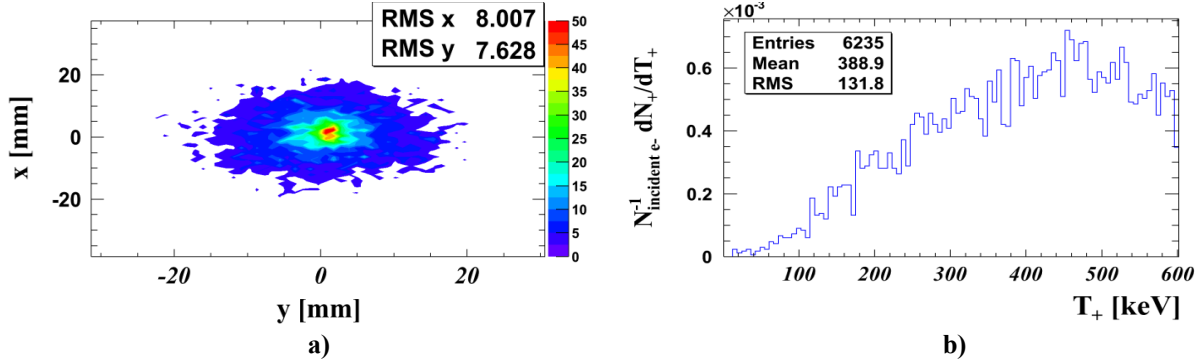 RMS x 8.007
RMS y 7.628
x [mm]
20
0
-20
-20 0 20
y [mm]
50
45
40
35
30
25
20
15
10
5
0
a)
×10⁻³
Entries 6235
Mean 388.9
RMS 131.8
N⁻¹incident e- dN₊/dT₊
0.6
0.4
0.2
0
100 200 300 400 500 600
T₊ [keV]
b)